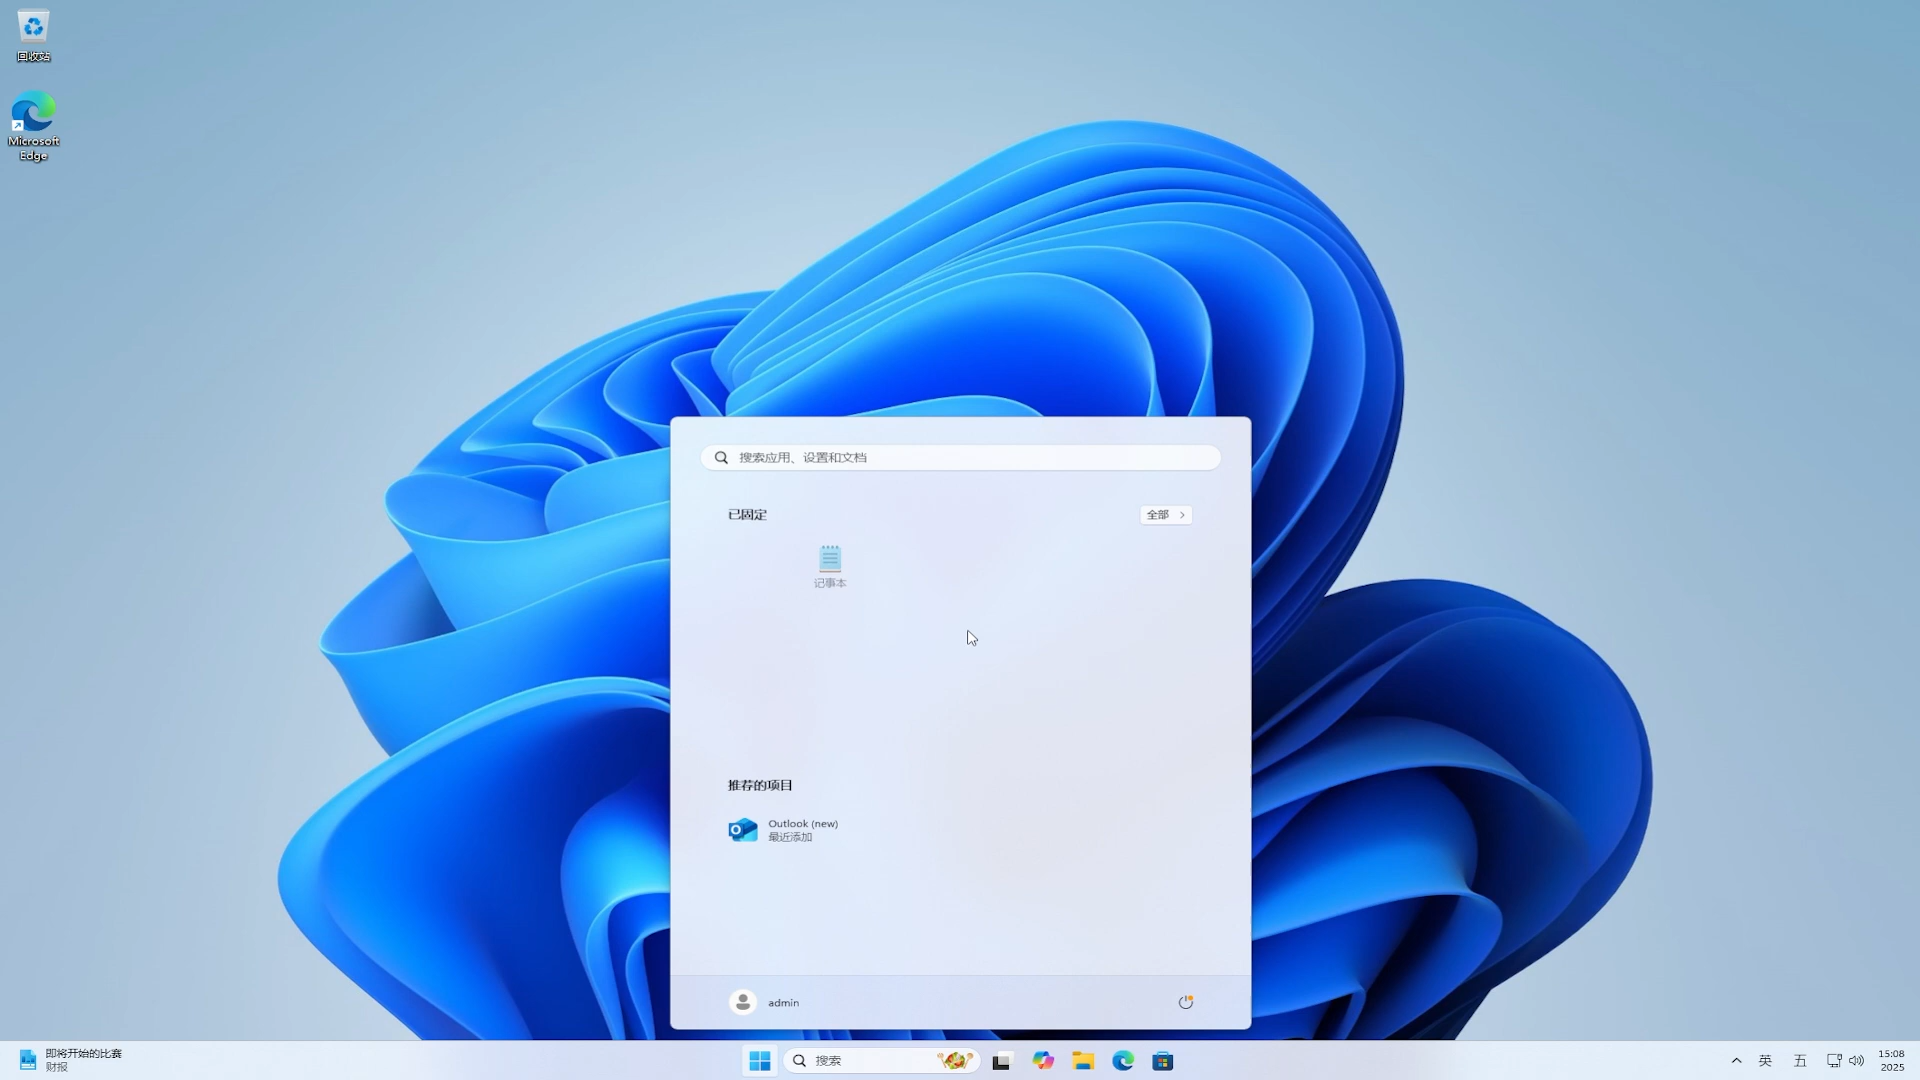 回收站
Microsoft
Edge
搜索应用、设置和文档
已固定
全部
记事本
推荐的项目
Outlook (new)
最近添加
admin
即将开始的比赛
财报
搜索
英
五
15:08
2025